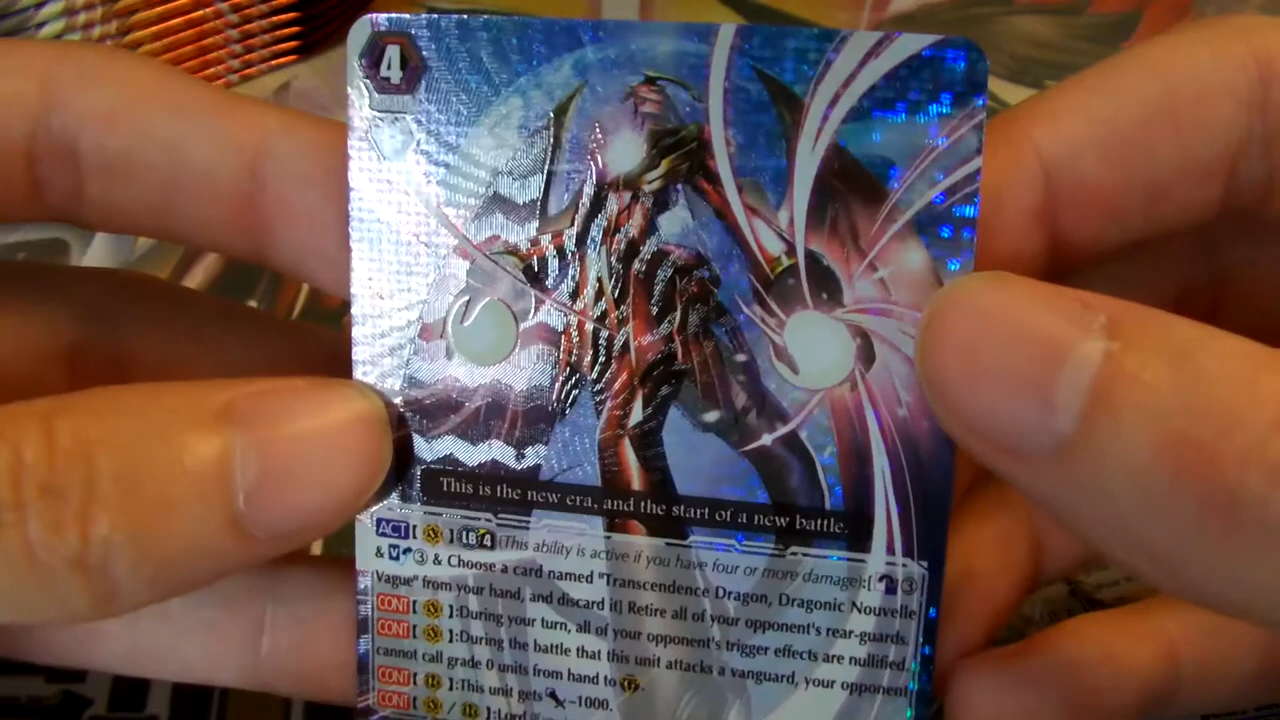 4
This is the new era, and the start of a new battle.
ACT [ ] LB 4 (This ability is active if you have four or more damage):[ ③
& V ③ & Choose a card named "Transcendence Dragon, Dragonic Nouvelle
Vague" from your hand, and discard it] Retire all of your opponent's rear-guards.
CONT [ V ]:During your turn, all of your opponent's trigger effects are nullified.
CONT [ V ]:During the battle that this unit attacks a vanguard, your opponent
cannot call grade 0 units from hand to G.
CONT [ ]:This unit gets -1000.
CONT [ / ]:Lord